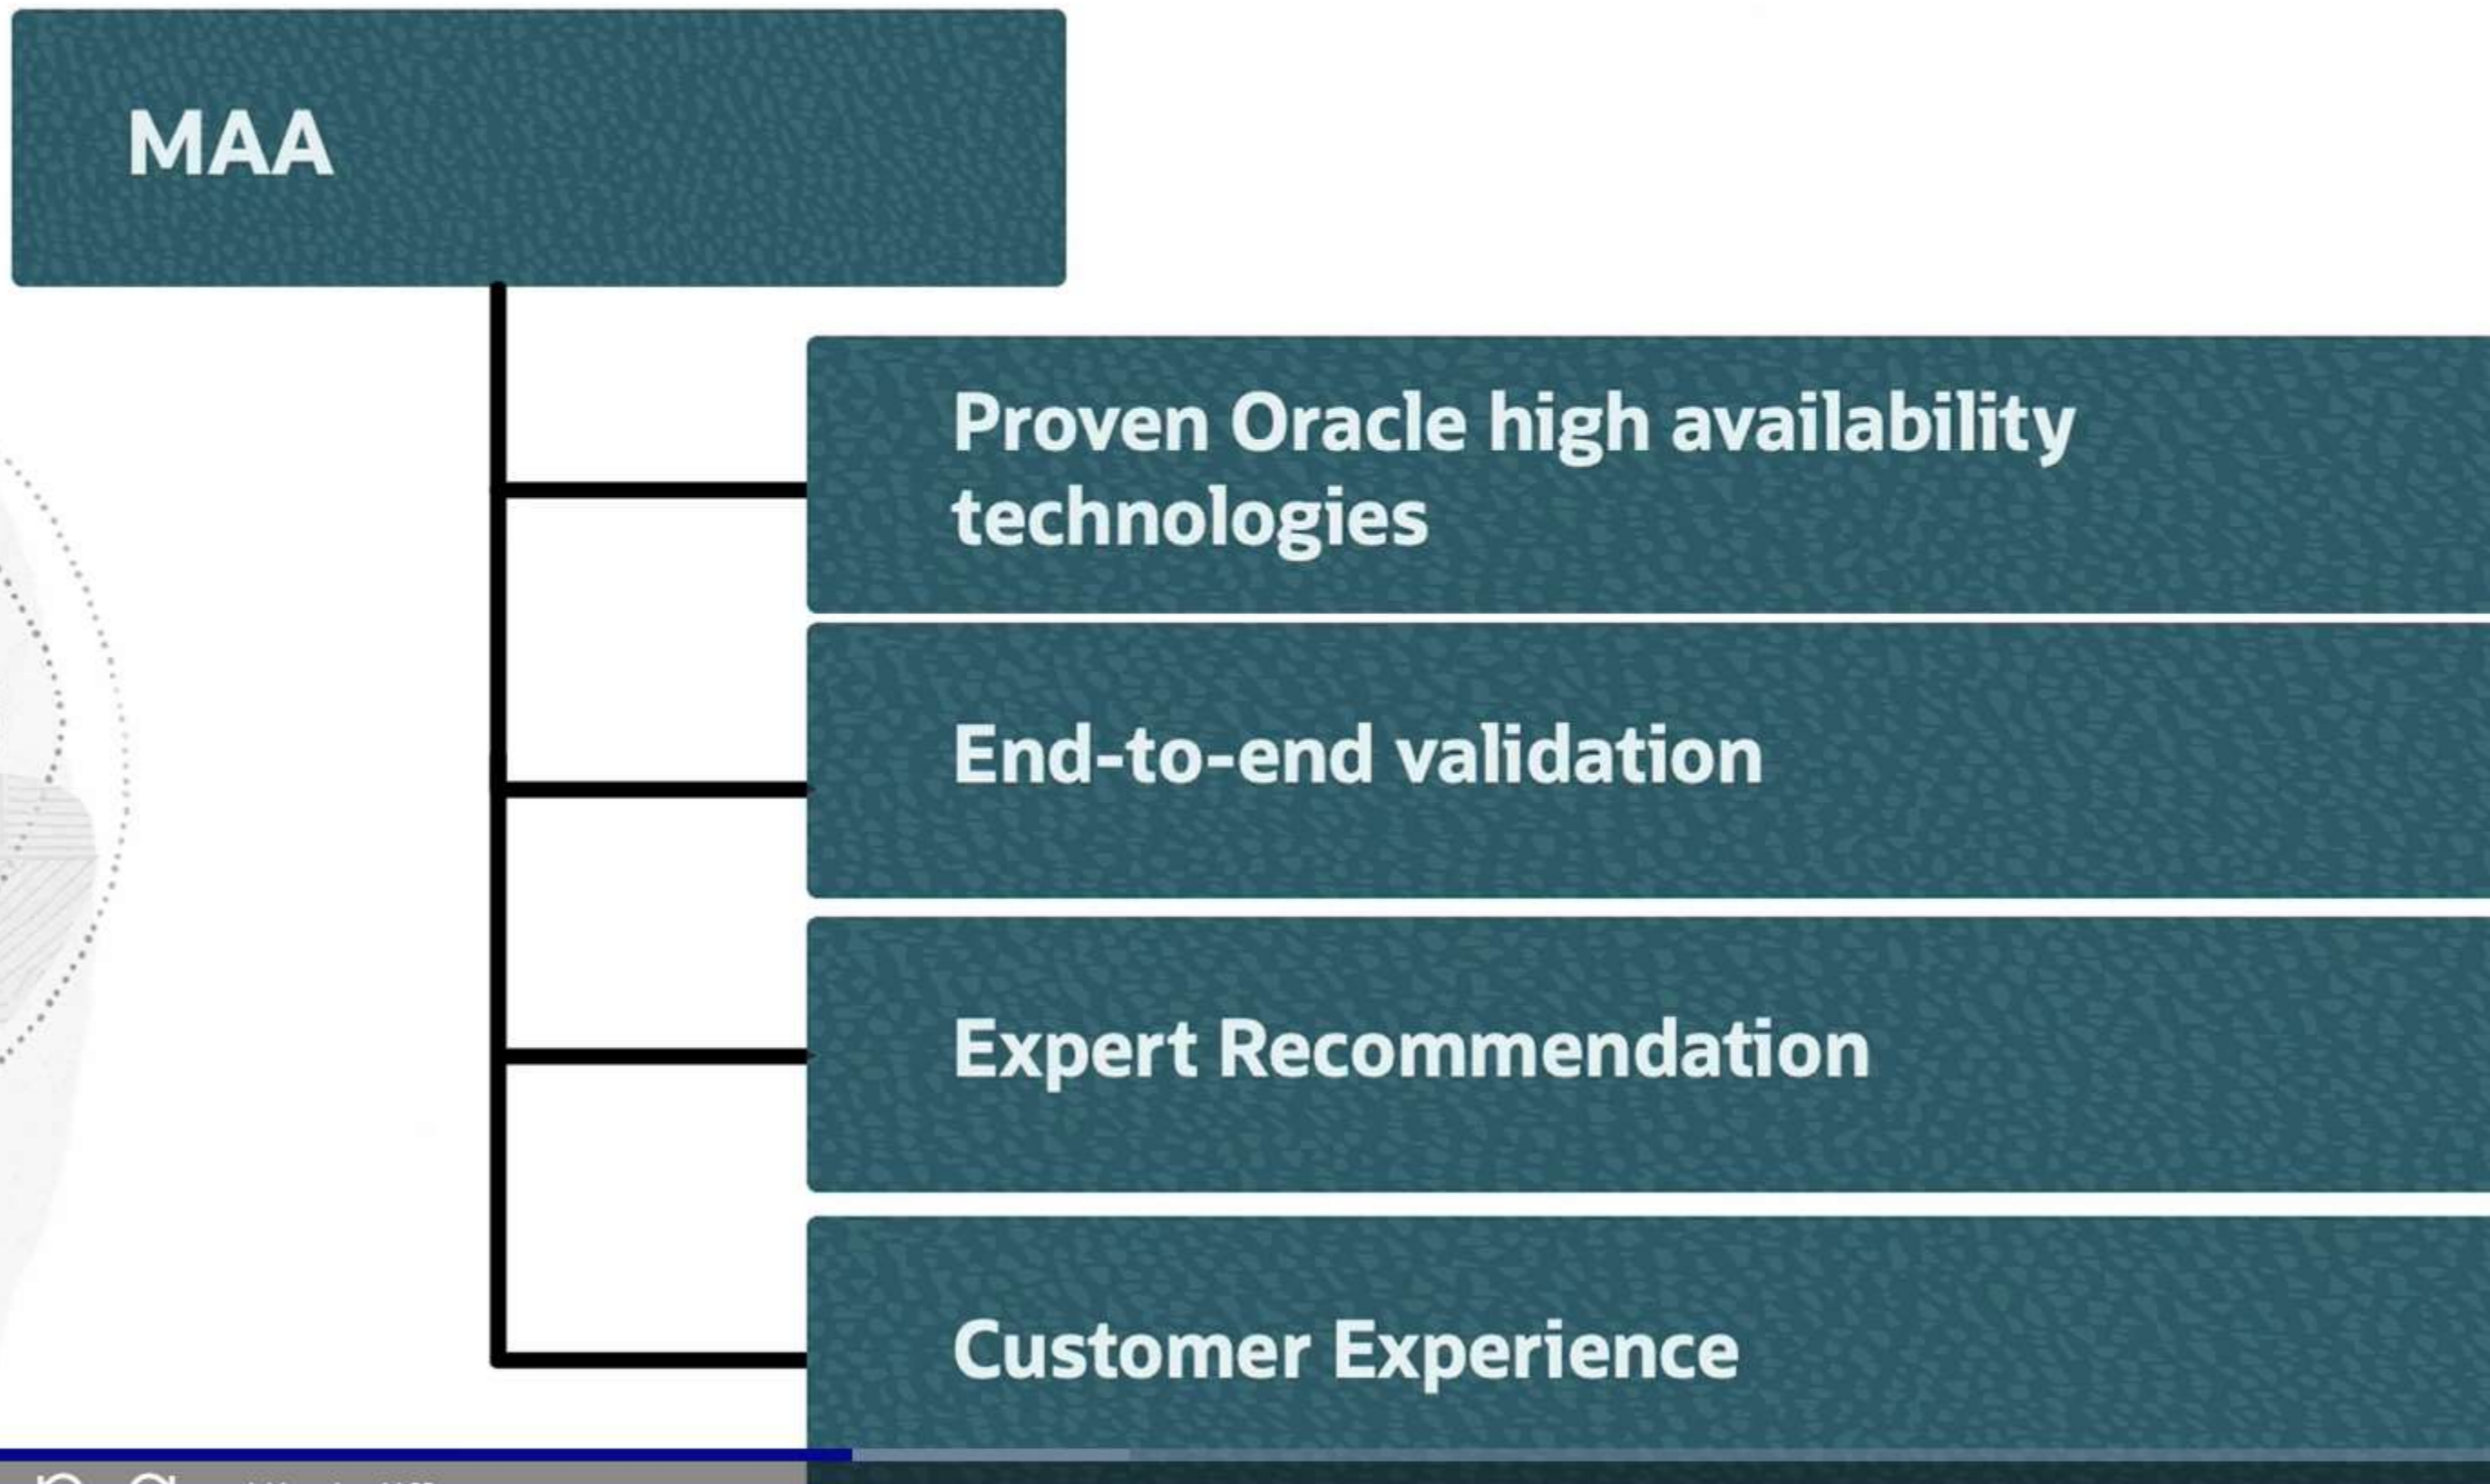 MAA
Proven Oracle high availability
technologies
End-to-end validation
Expert Recommendation
Customer Experience